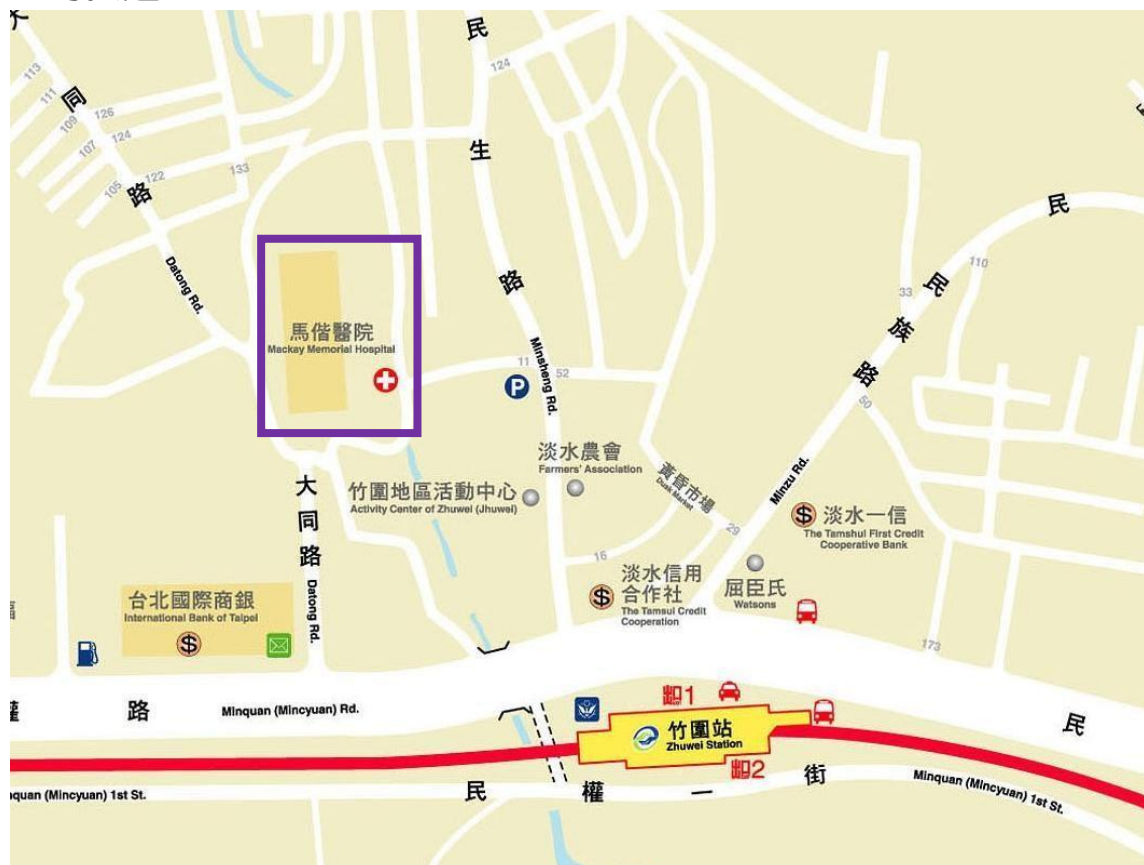 大
同
路
113
111
109
107
105
126
124
122
133
Datong Rd.
民
生
路
124
Minsheng Rd.
馬偕醫院
Mackay Memorial Hospital
11
52
P
民
110
33
民
族
路
50
Minzu Rd.
淡水農會
Farmers' Association
黃昏市場
Dusk Market
29
竹圍地區活動中心
Activity Center of Zhuwei (Jhuwei)
大
同
路
Datong Rd.
$
淡水一信
The Tamshui First Credit
Cooperative Bank
16
淡水信用
合作社
The Tamsui Credit
Cooperation
$
屈臣氏
Watsons
173
台北國際商銀
International Bank of Taipei
$
權
路
Minquan (Mincyuan) Rd.
出口1
竹圍站
Zhuwei Station
出口2
民
民
權
一
街
Minquan (Mincyuan) 1st St.
quan (Mincyuan) 1st St.